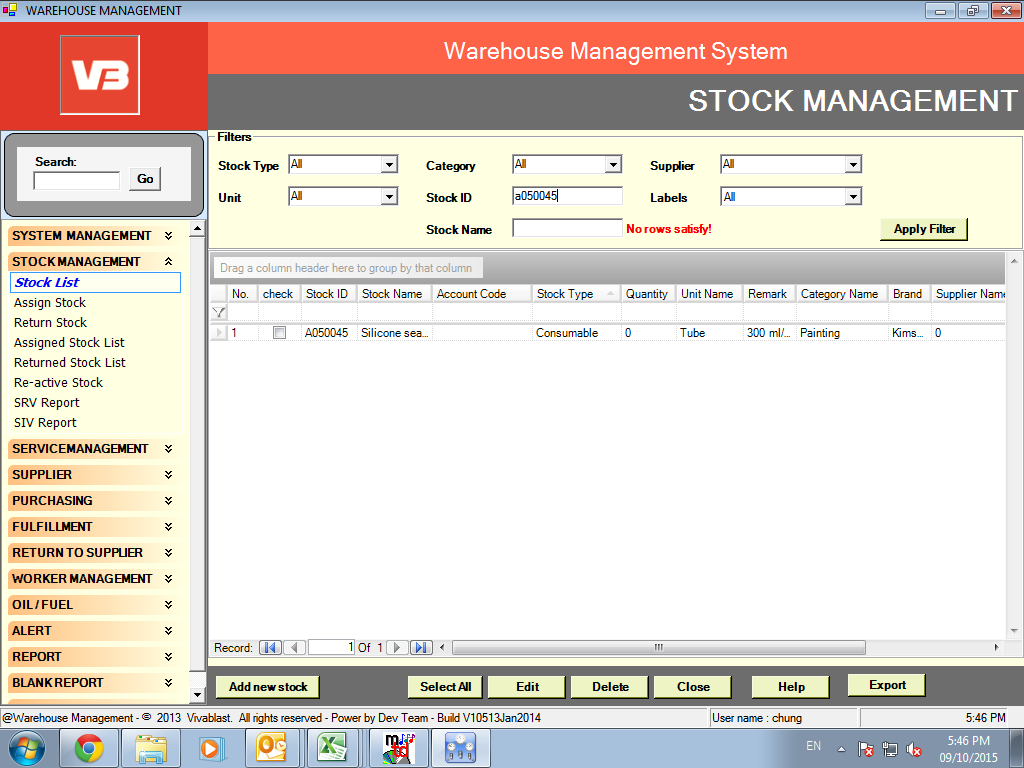 WAREHOUSE MANAGEMENT
VB
Warehouse Management System
STOCK MANAGEMENT
Search:
Go
SYSTEM MANAGEMENT
STOCK MANAGEMENT
Stock List
Assign Stock
Return Stock
Assigned Stock List
Returned Stock List
Re-active Stock
SRV Report
SIV Report
SERVICE MANAGEMENT
SUPPLIER
PURCHASING
FULFILLMENT
RETURN TO SUPPLIER
WORKER MANAGEMENT
OIL / FUEL
ALERT
REPORT
BLANK REPORT
Filters
Stock Type All Category All Supplier All
Unit All Stock ID a050045 Labels All
Stock Name No rows satisfy! Apply Filter
Drag a column header here to group by that column
No. check Stock ID Stock Name Account Code Stock Type Quantity Unit Name Remark Category Name Brand Supplier Name
1 A050045 Silicone sea... Consumable 0 Tube 300 ml/... Painting Kims... 0
Record: 1 Of 1
Add new stock Select All Edit Delete Close Help Export
@Warehouse Management - © 2013 Vivablast. All rights reserved - Power by Dev Team - Build V10513Jan2014 User name : chung 5:46 PM
EN 5:46 PM
09/10/2015